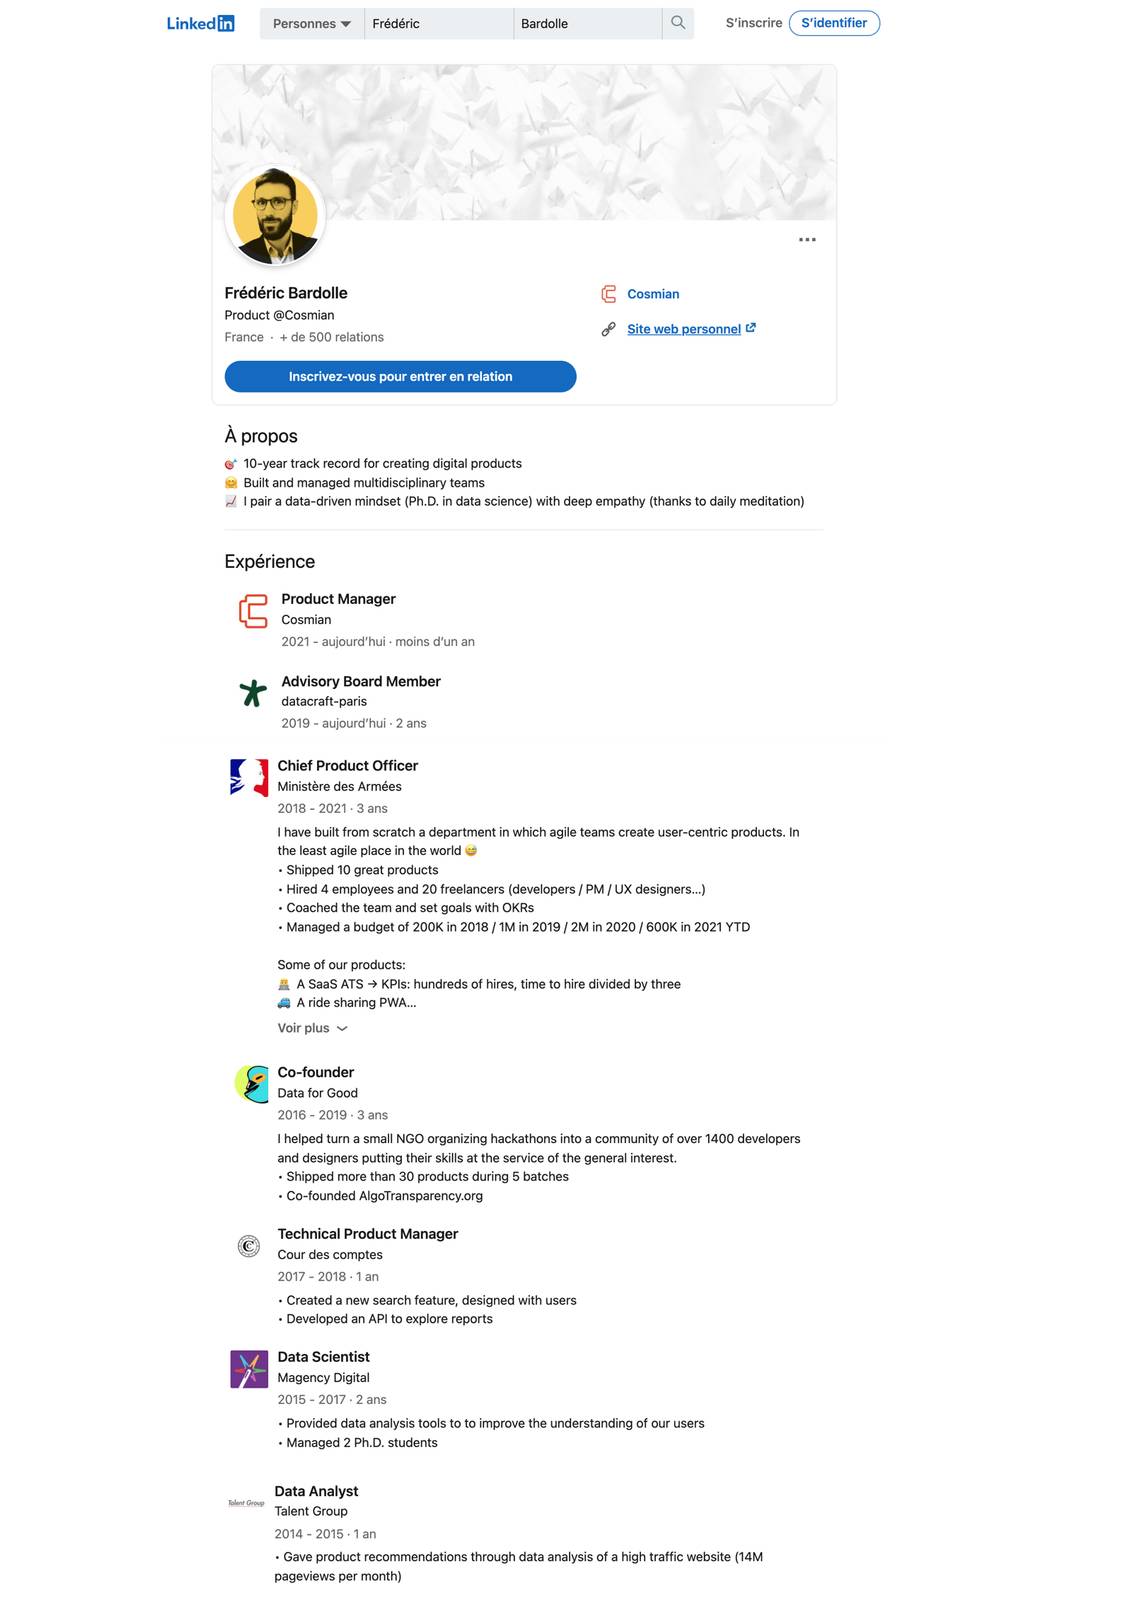 LinkedIn
Personnes Frédéric Bardolle
S'inscrire S'identifier
Frédéric Bardolle
Product @Cosmian
France · + de 500 relations
Cosmian
Site web personnel
Inscrivez-vous pour entrer en relation
À propos
🎯 10-year track record for creating digital products
🤗 Built and managed multidisciplinary teams
📈 I pair a data-driven mindset (Ph.D. in data science) with deep empathy (thanks to daily meditation)
Expérience
Product Manager
Cosmian
2021 - aujourd'hui · moins d'un an
Advisory Board Member
datacraft-paris
2019 - aujourd'hui · 2 ans
Chief Product Officer
Ministère des Armées
2018 - 2021 · 3 ans
I have built from scratch a department in which agile teams create user-centric products. In
the least agile place in the world 😅
• Shipped 10 great products
• Hired 4 employees and 20 freelancers (developers / PM / UX designers...)
• Coached the team and set goals with OKRs
• Managed a budget of 200K in 2018 / 1M in 2019 / 2M in 2020 / 600K in 2021 YTD
Some of our products:
👨‍💻 A SaaS ATS → KPIs: hundreds of hires, time to hire divided by three
🚙 A ride sharing PWA...
Voir plus
Co-founder
Data for Good
2016 - 2019 · 3 ans
I helped turn a small NGO organizing hackathons into a community of over 1400 developers
and designers putting their skills at the service of the general interest.
• Shipped more than 30 products during 5 batches
• Co-founded AlgoTransparency.org
Technical Product Manager
Cour des comptes
2017 - 2018 · 1 an
• Created a new search feature, designed with users
• Developed an API to explore reports
Data Scientist
Magency Digital
2015 - 2017 · 2 ans
• Provided data analysis tools to to improve the understanding of our users
• Managed 2 Ph.D. students
Data Analyst
Talent Group
Talent Group
2014 - 2015 · 1 an
• Gave product recommendations through data analysis of a high traffic website (14M
pageviews per month)